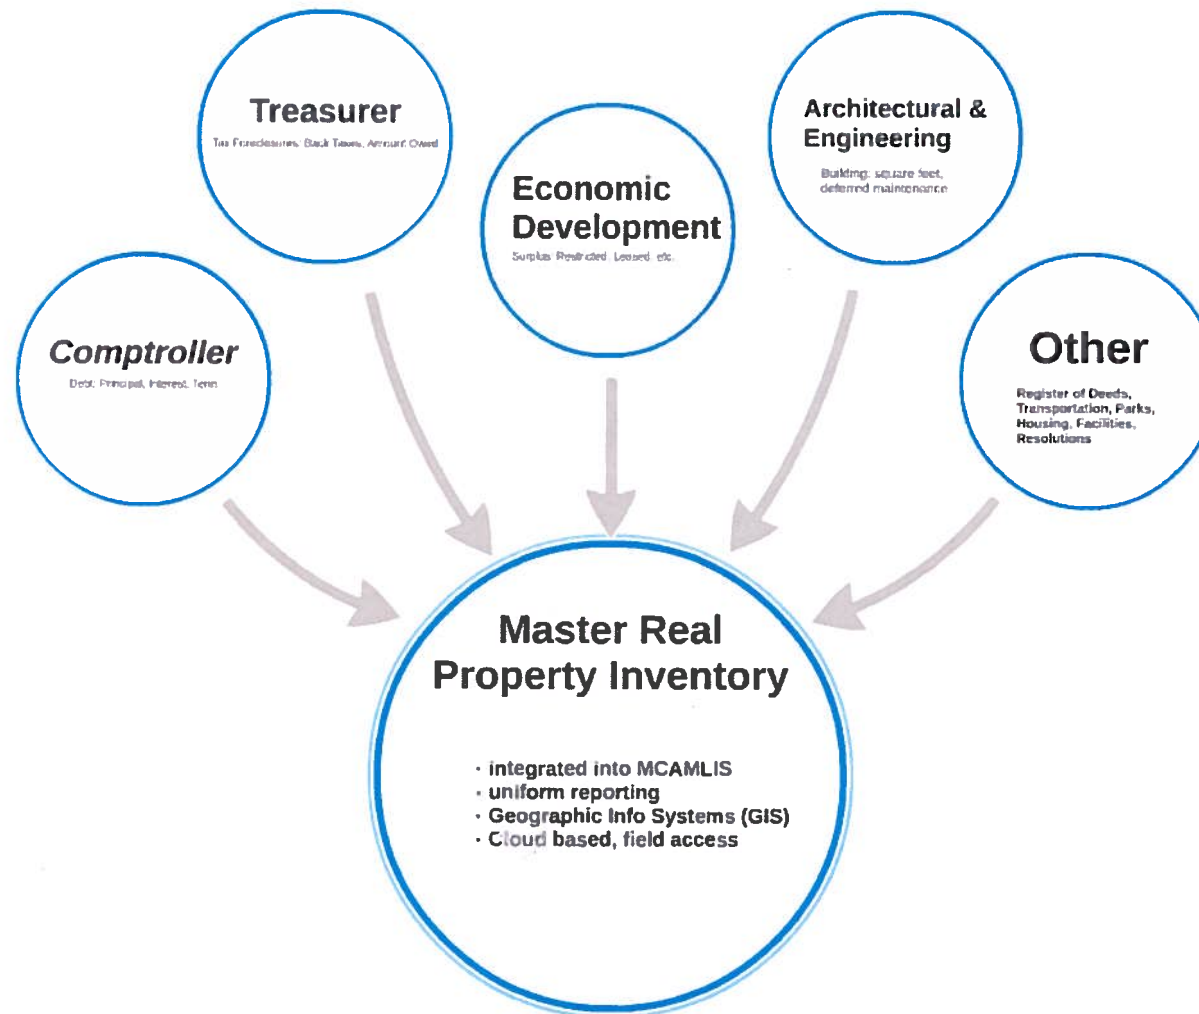 Treasurer
Tax Foreclosures, Back Taxes, Amount Owed
Economic
Development
Surplus, Restricted, Leased, etc.
Architectural &
Engineering
Building: square feet,
deferred maintenance
Comptroller
Debt: Principal, Interest, Term
Other
Register of Deeds,
Transportation, Parks,
Housing, Facilities,
Resolutions
Master Real
Property Inventory
· integrated into MCAMLIS
· uniform reporting
· Geographic Info Systems (GIS)
· Cloud based, field access